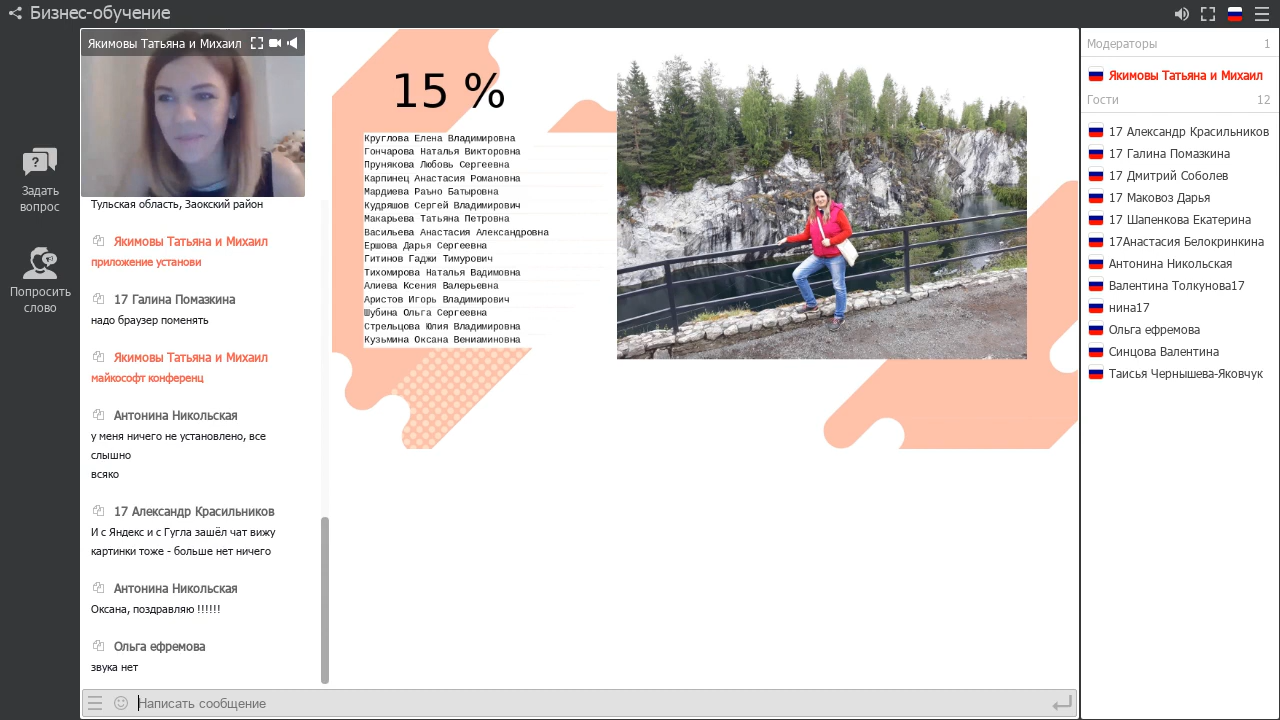 Бизнес-обучение
Задать
вопрос
Попросить
слово
Якимовы Татьяна и Михаил
Тульская область, Заокский район
Якимовы Татьяна и Михаил
приложение установи
17 Галина Помазкина
надо браузер поменять
Якимовы Татьяна и Михаил
майкософт конференц
Антонина Никольская
у меня ничего не установлено, все
слышно
всяко
17 Александр Красильников
И с Яндекс и с Гугла зашёл чат вижу
картинки тоже - больше нет ничего
Антонина Никольская
Оксана, поздравляю !!!!!!
Ольга ефремова
звука нет
Написать сообщение
15 %
Круглова Елена Владимировна
Гончарова Наталья Викторовна
Прунякова Любовь Сергеевна
Карпинец Анастасия Романовна
Мардиева Раъно Батыровна
Кудряшов Сергей Владимирович
Макарьева Татьяна Петровна
Васильева Анастасия Александровна
Ершова Дарья Сергеевна
Гитинов Гаджи Тимурович
Тихомирова Наталья Вадимовна
Алиева Ксения Валерьевна
Аристов Игорь Владимирович
Шубина Ольга Сергеевна
Стрельцова Юлия Владимировна
Кузьмина Оксана Вениаминовна
Модераторы 1
Якимовы Татьяна и Михаил
Гости 12
17 Александр Красильников
17 Галина Помазкина
17 Дмитрий Соболев
17 Маковоз Дарья
17 Шапенкова Екатерина
17Анастасия Белокринкина
Антонина Никольская
Валентина Толкунова17
нина17
Ольга ефремова
Синцова Валентина
Таисья Чернышева-Яковчук